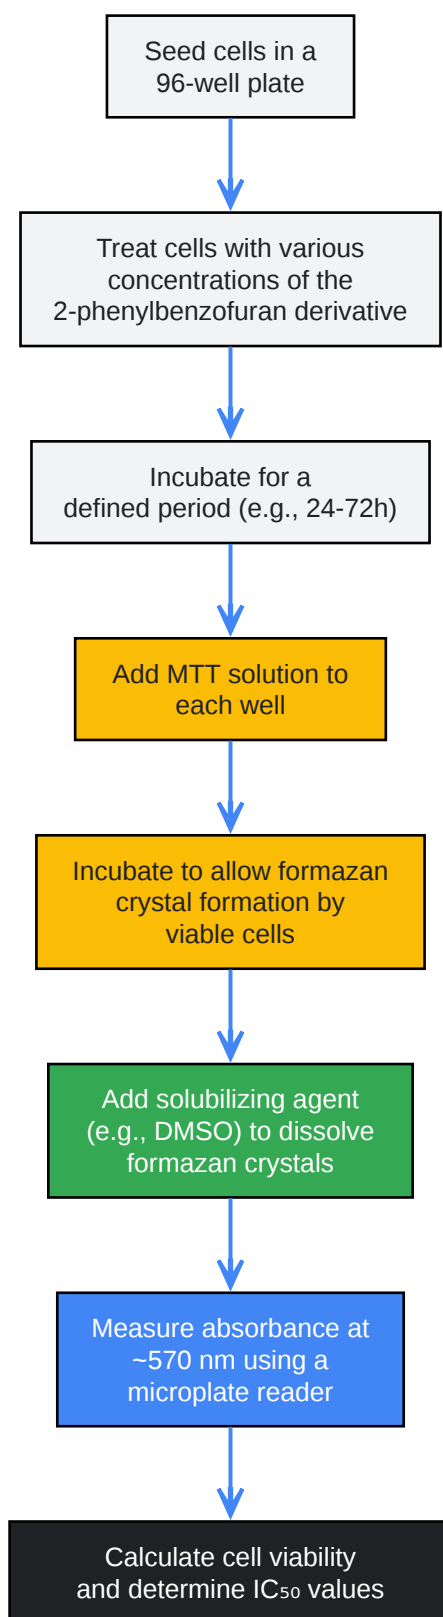 Seed cells in a
96-well plate
Treat cells with various
concentrations of the
2-phenylbenzofuran derivative
Incubate for a
defined period (e.g., 24-72h)
Add MTT solution to
each well
Incubate to allow formazan
crystal formation by
viable cells
Add solubilizing agent
(e.g., DMSO) to dissolve
formazan crystals
Measure absorbance at
~570 nm using a
microplate reader
Calculate cell viability
and determine IC₅₀ values